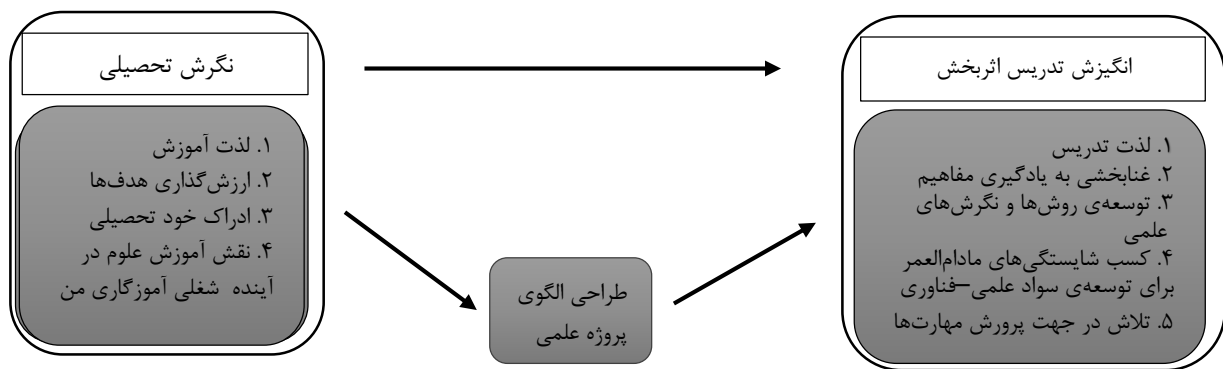 نگرش تحصیلی
۱. لذت آموزش
۲. ارزش‌گذاری هدف‌ها
۳. ادراک خود تحصیلی
۴. نقش آموزش علوم در
آینده شغلی آموزگاری من
طراحی الگوی
پروژه علمی
انگیزش تدریس اثربخش
۱. لذت تدریس
۲. غنابخشی به یادگیری مفاهیم
۳. توسعه‌ی روش‌ها و نگرش‌های
علمی
۴. کسب شایستگی‌های مادام‌العمر
برای توسعه‌ی سواد علمی–فناوری
۵. تلاش در جهت پرورش مهارت‌ها